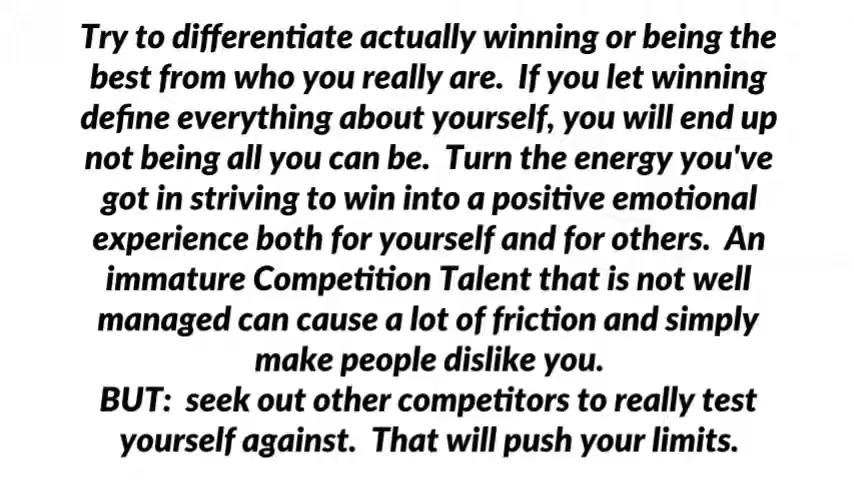 Try to differentiate actually winning or being the
best from who you really are.  If you let winning
define everything about yourself, you will end up
not being all you can be.  Turn the energy you've
got in striving to win into a positive emotional
experience both for yourself and for others.  An
immature Competition Talent that is not well
managed can cause a lot of friction and simply
make people dislike you.
BUT:  seek out other competitors to really test
yourself against.  That will push your limits.